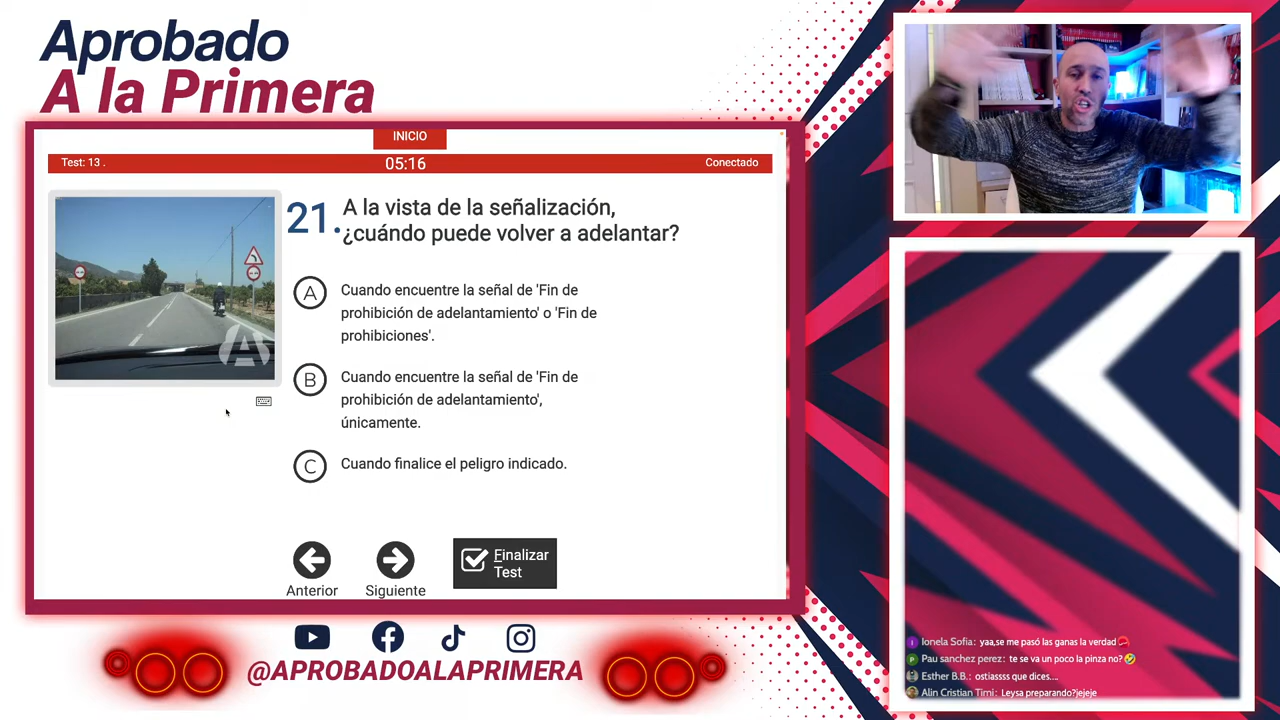 Aprobado
A la Primera
INICIO
Test: 13 .
05:16
Conectado
21. A la vista de la señalización,
¿cuándo puede volver a adelantar?
A
Cuando encuentre la señal de 'Fin de
prohibición de adelantamiento' o 'Fin de
prohibiciones'.
B
Cuando encuentre la señal de 'Fin de
prohibición de adelantamiento',
únicamente.
C
Cuando finalice el peligro indicado.
Anterior
Siguiente
Finalizar
Test
@APROBADOALAPRIMERA
Ionela Sofia: yaa,se me pasó las ganas la verdad
Pau sanchez perez: te se va un poco la pinza no?
Esther B.B.: ostiassss que dices....
Alin Cristian Tirni: Leysa preparando?jejeje